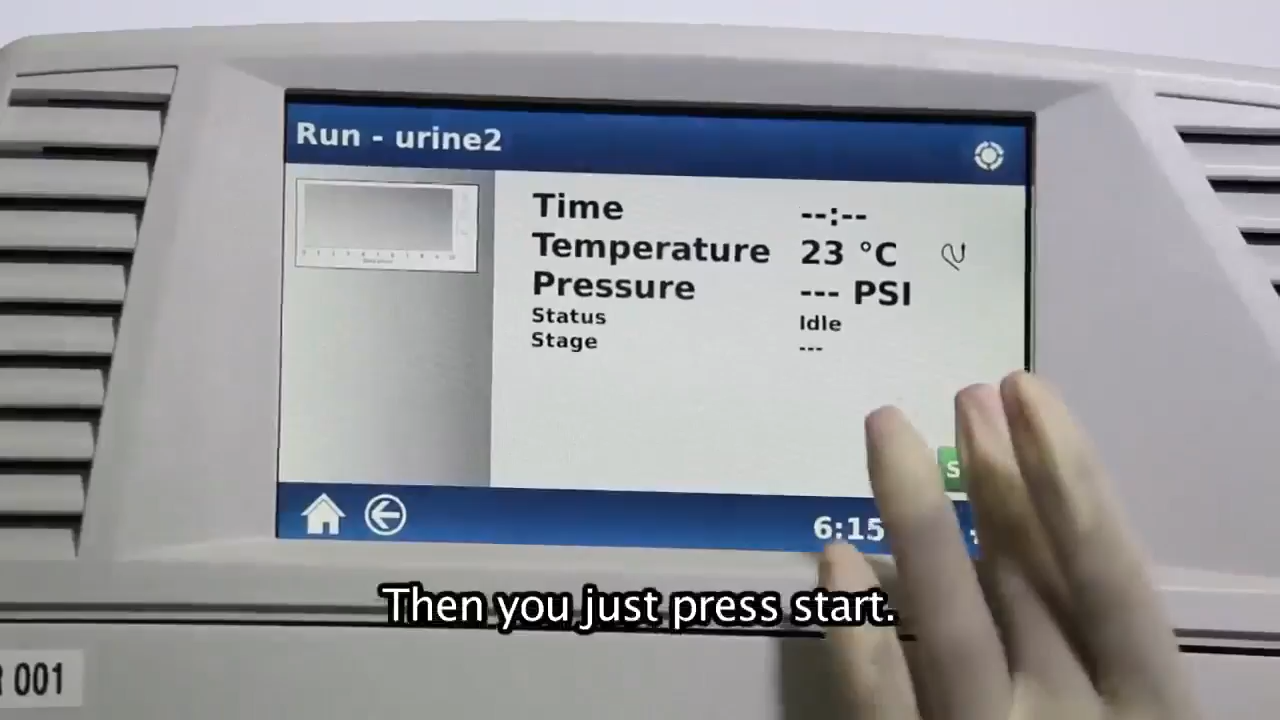 Run - urine2
Time --:--
Temperature 23 °C
Pressure --- PSI
Status Idle
Stage ---
S
6:15
Then you just press start.
001